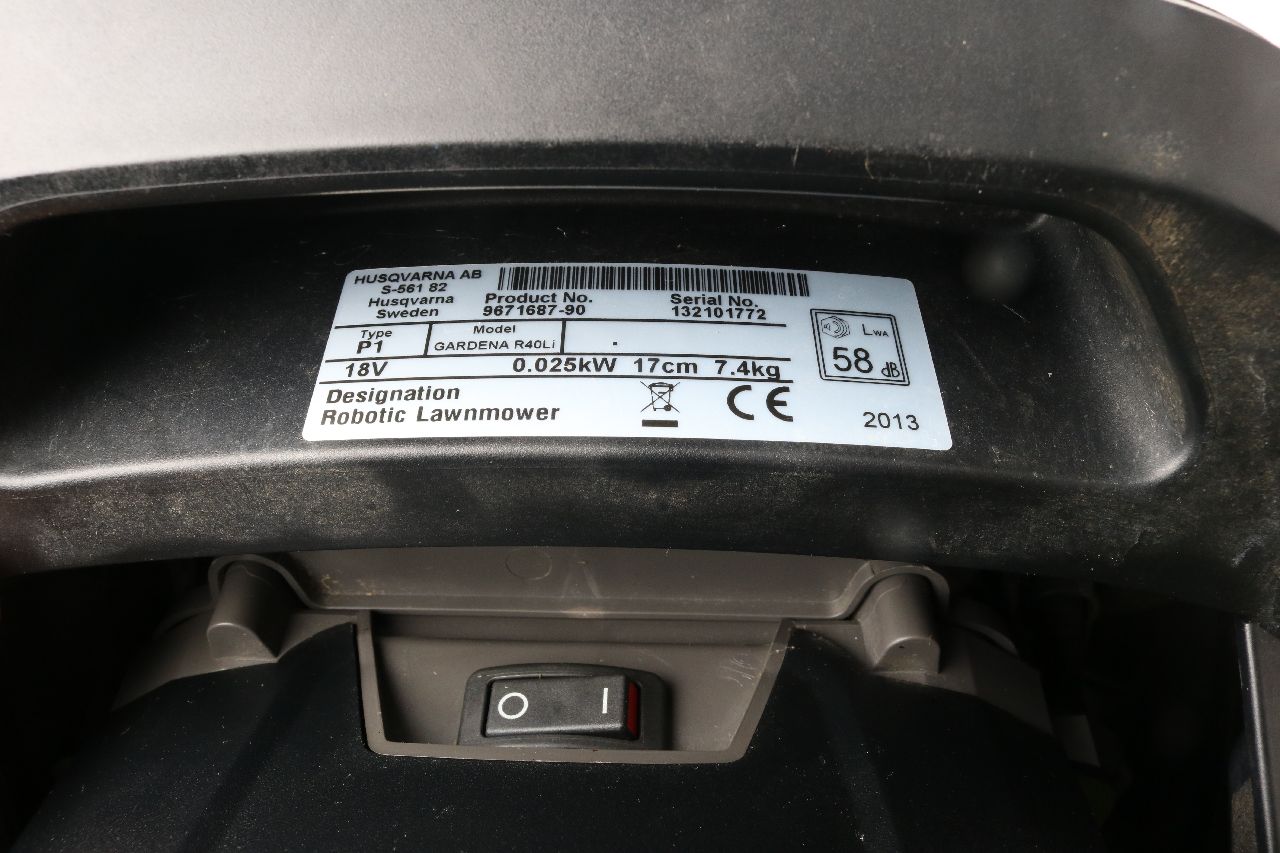 HUSQVARNA AB
S-561 82
Husqvarna
Sweden
Product No.
9671687-90
Serial No.
132101772
Type
P1
Model
GARDENA R40Li
LWA
58 dB
18V 0.025kW 17cm 7.4kg
Designation
Robotic Lawnmower
CE
2013
O I